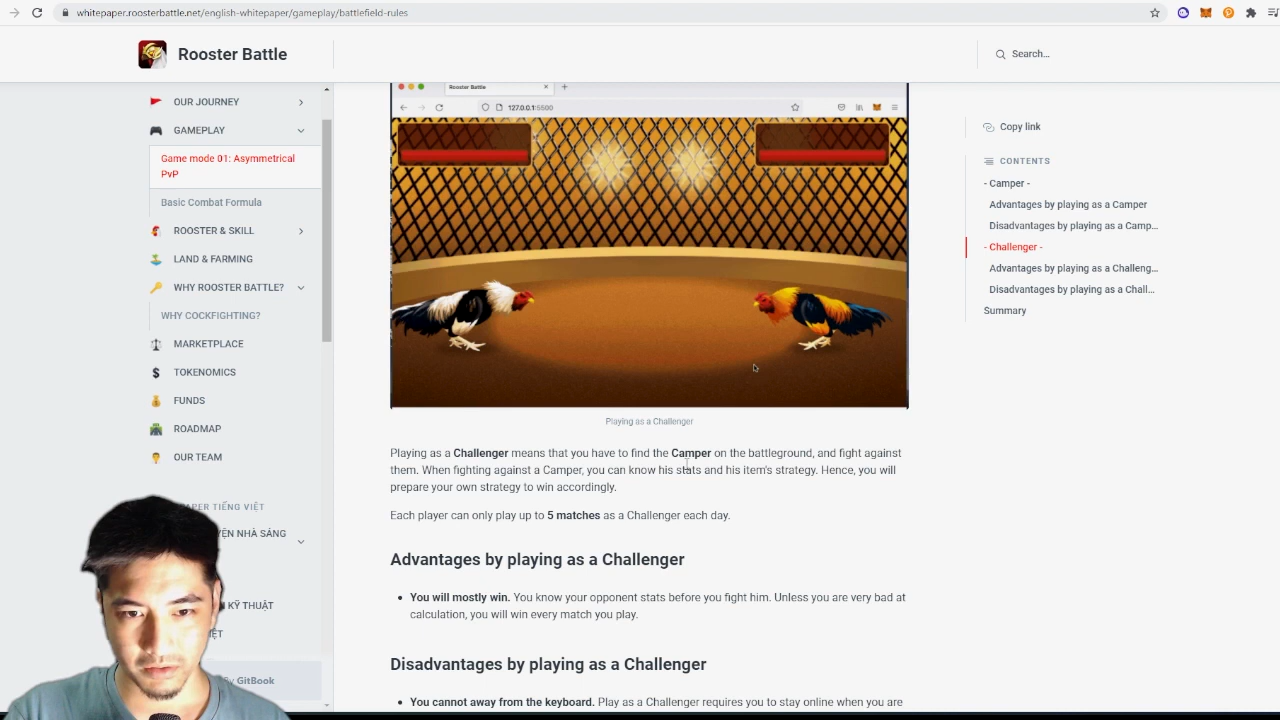 whitepaper.roosterbattle.net/english-whitepaper/gameplay/battlefield-rules
Rooster Battle
Search…
OUR JOURNEY
GAMEPLAY
Game mode 01: Asymmetrical
PvP
Basic Combat Formula
ROOSTER & SKILL
LAND & FARMING
WHY ROOSTER BATTLE?
WHY COCKFIGHTING?
MARKETPLACE
TOKENOMICS
FUNDS
ROADMAP
OUR TEAM
APER TIẾNG VIỆT
YỆN NHÀ SÁNG
KỸ THUẬT
IỆT
By GitBook
Rooster Battle
127.0.0.1:5500
Playing as a Challenger
Playing as a Challenger means that you have to find the Camper on the battleground, and fight against
them. When fighting against a Camper, you can know his stats and his item's strategy. Hence, you will
prepare your own strategy to win accordingly.
Each player can only play up to 5 matches as a Challenger each day.
Advantages by playing as a Challenger
You will mostly win. You know your opponent stats before you fight him. Unless you are very bad at
calculation, you will win every match you play.
Disadvantages by playing as a Challenger
You cannot away from the keyboard. Play as a Challenger requires you to stay online when you are
Copy link
CONTENTS
- Camper -
Advantages by playing as a Camper
Disadvantages by playing as a Camp…
- Challenger -
Advantages by playing as a Challeng…
Disadvantages by playing as a Chall…
Summary